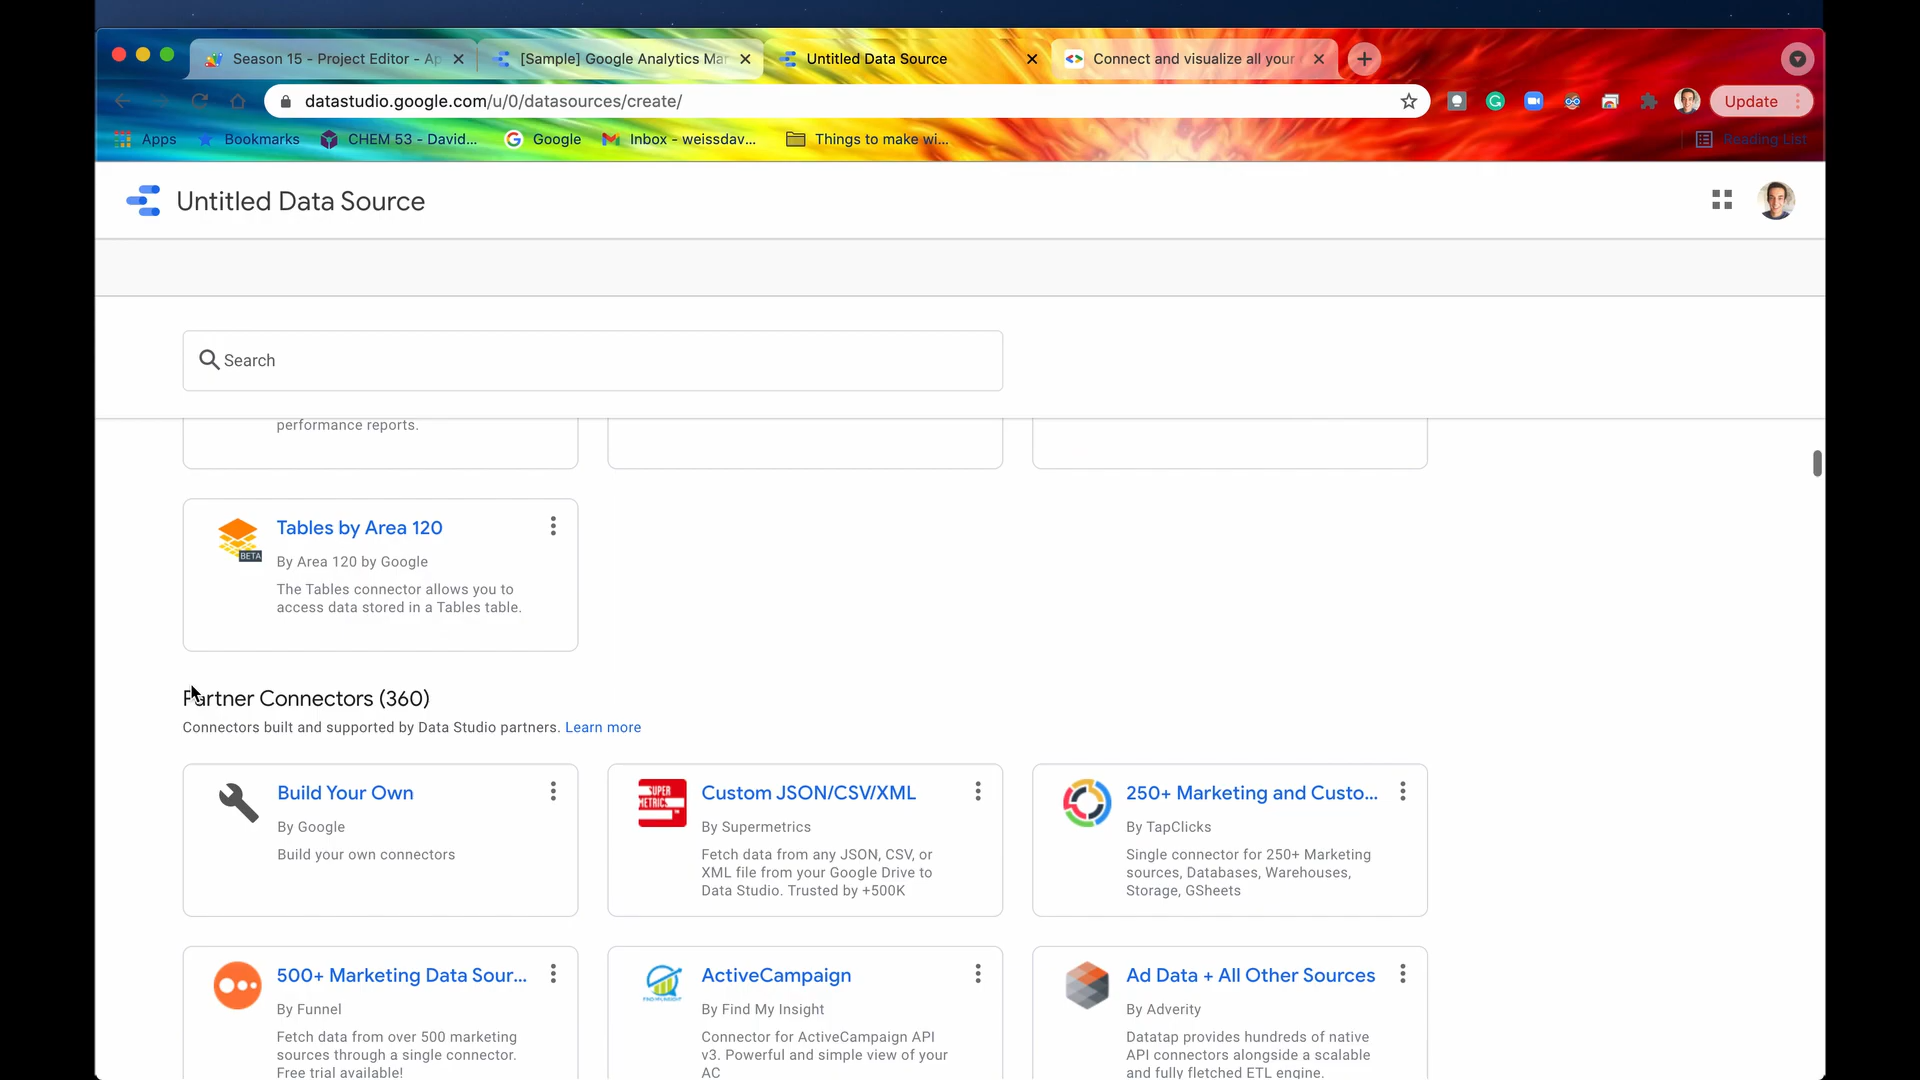 Season 15 - Project Editor - Ap
[Sample] Google Analytics Mar
Untitled Data Source
Connect and visualize all your
datastudio.google.com/u/0/datasources/create/
Update
Apps
Bookmarks
CHEM 53 - David...
Google
Inbox - weissdav...
Things to make wi...
Reading List
Untitled Data Source
Search
performance reports.
Tables by Area 120
BETA
By Area 120 by Google
The Tables connector allows you to
access data stored in a Tables table.
Partner Connectors (360)
Connectors built and supported by Data Studio partners. Learn more
Build Your Own
By Google
Build your own connectors
SUPER
METRICS
Custom JSON/CSV/XML
By Supermetrics
Fetch data from any JSON, CSV, or
XML file from your Google Drive to
Data Studio. Trusted by +500K
250+ Marketing and Custo...
By TapClicks
Single connector for 250+ Marketing
sources, Databases, Warehouses,
Storage, GSheets
500+ Marketing Data Sour...
By Funnel
Fetch data from over 500 marketing
sources through a single connector.
Free trial available!
FIND MY INSIGHT
ActiveCampaign
By Find My Insight
Connector for ActiveCampaign API
v3. Powerful and simple view of your
AC
Ad Data + All Other Sources
By Adverity
Datatap provides hundreds of native
API connectors alongside a scalable
and fully fletched ETL engine.